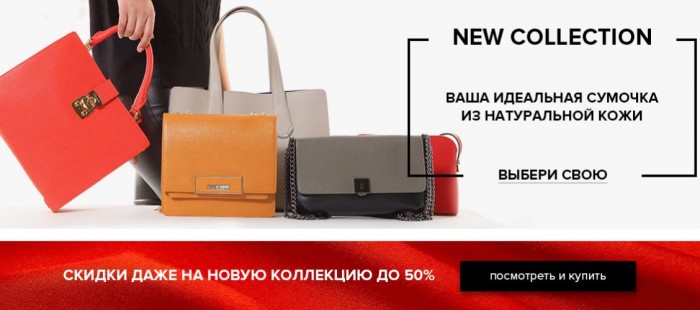 NEW COLLECTION
ВАША ИДЕАЛЬНАЯ СУМОЧКА
ИЗ НАТУРАЛЬНОЙ КОЖИ
ВЫБЕРИ СВОЮ
СКИДКИ ДАЖЕ НА НОВУЮ КОЛЛЕКЦИЮ ДО 50%
посмотреть и купить